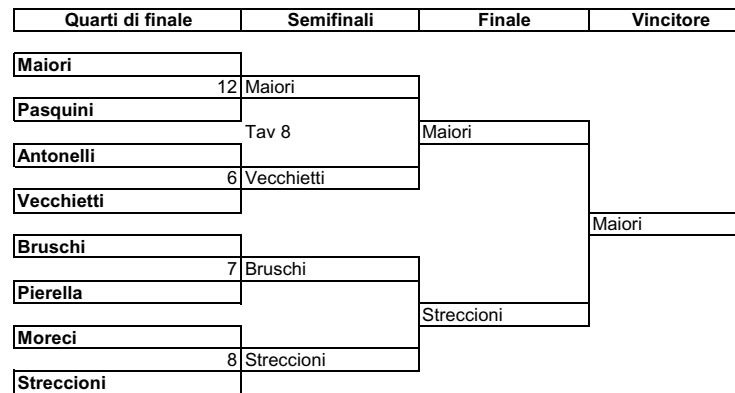 Quarti di finale Semifinali Finale Vincitore
Maiori
12 Maiori
Pasquini
Tav 8 Maiori
Antonelli
6 Vecchietti
Vecchietti
Maiori
Bruschi
7 Bruschi
Pierella
Streccioni
Moreci
8 Streccioni
Streccioni